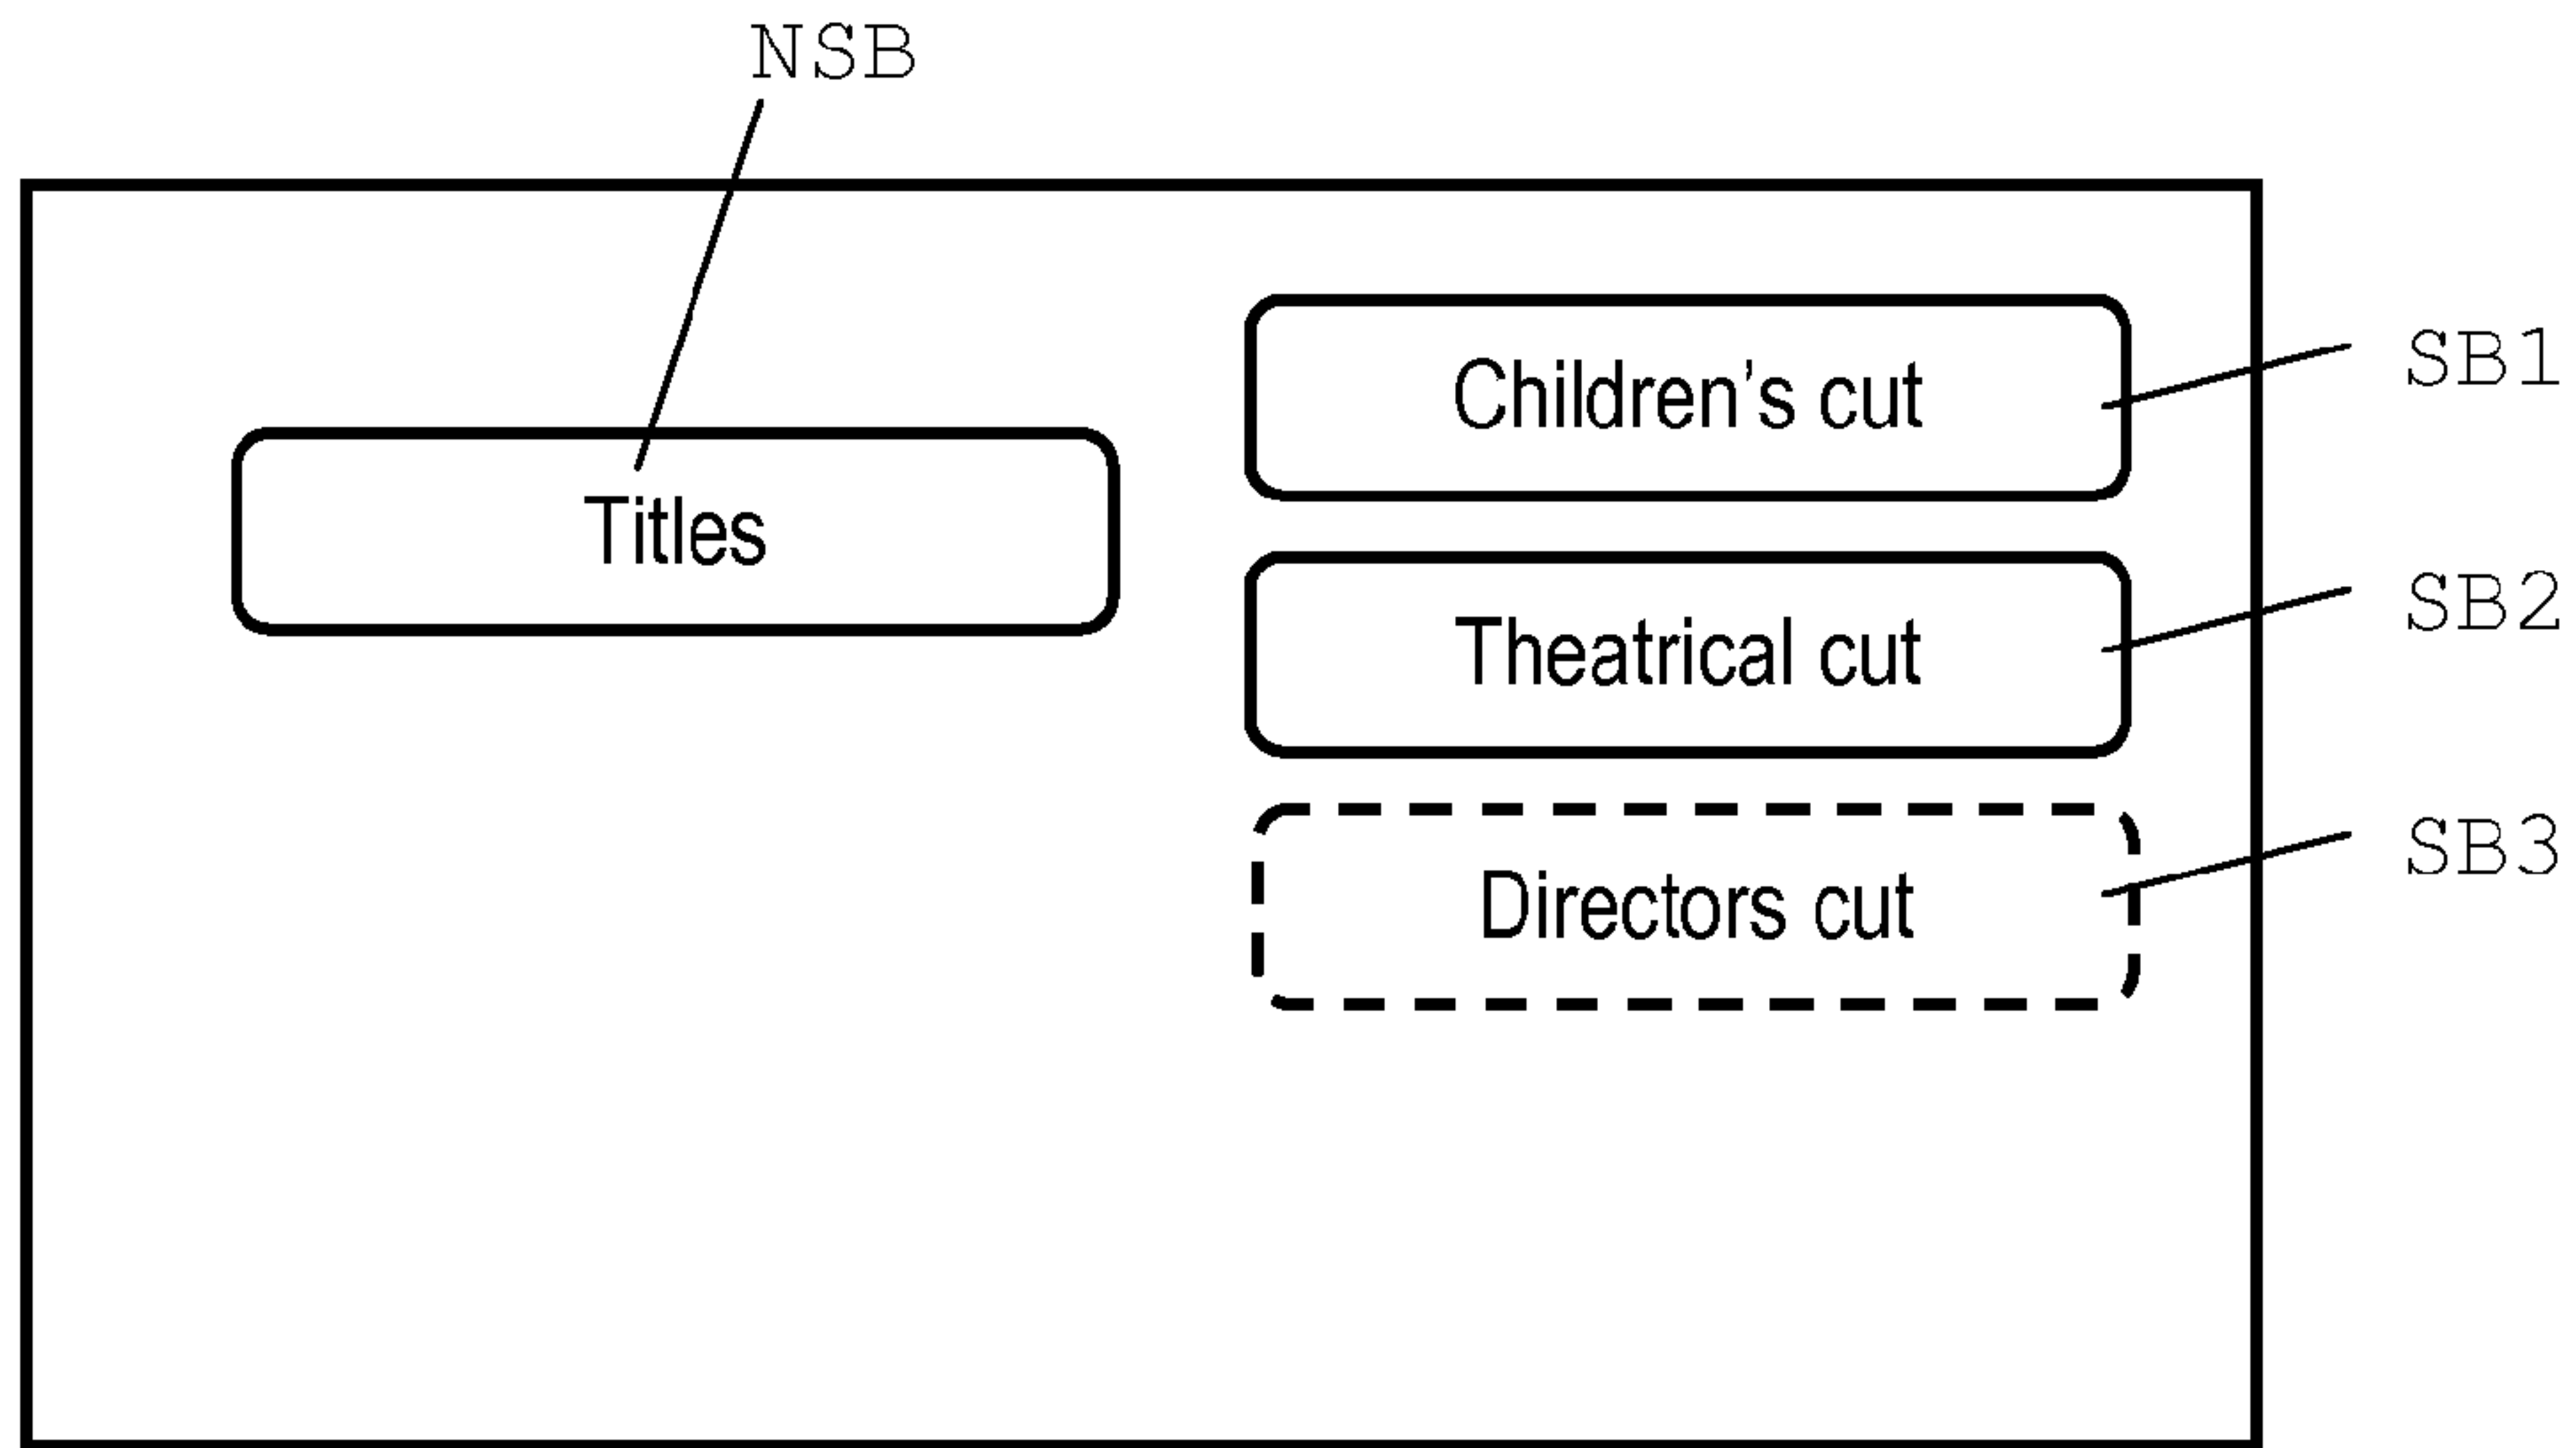 NSB
Children's cut
SB1
Titles
Theatrical cut
SB2
Directors cut
SB3